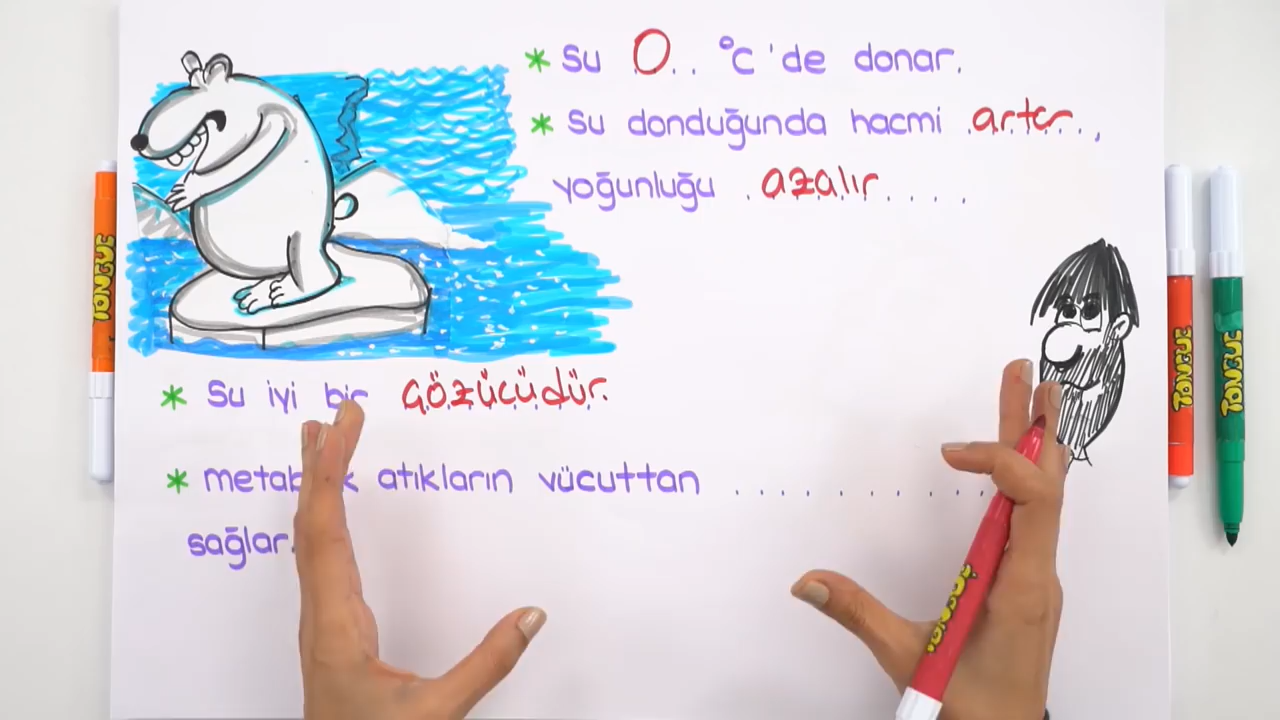 * Su 0.. °C'de donar.
* Su donduğunda hacmi artar...,
yoğunluğu .azalır....
* Su iyi bir çözücüdür.
* metabolik atıkların vücuttan ............
sağlar.
TONGUE
TONGUE
TONGUE
TONGUE